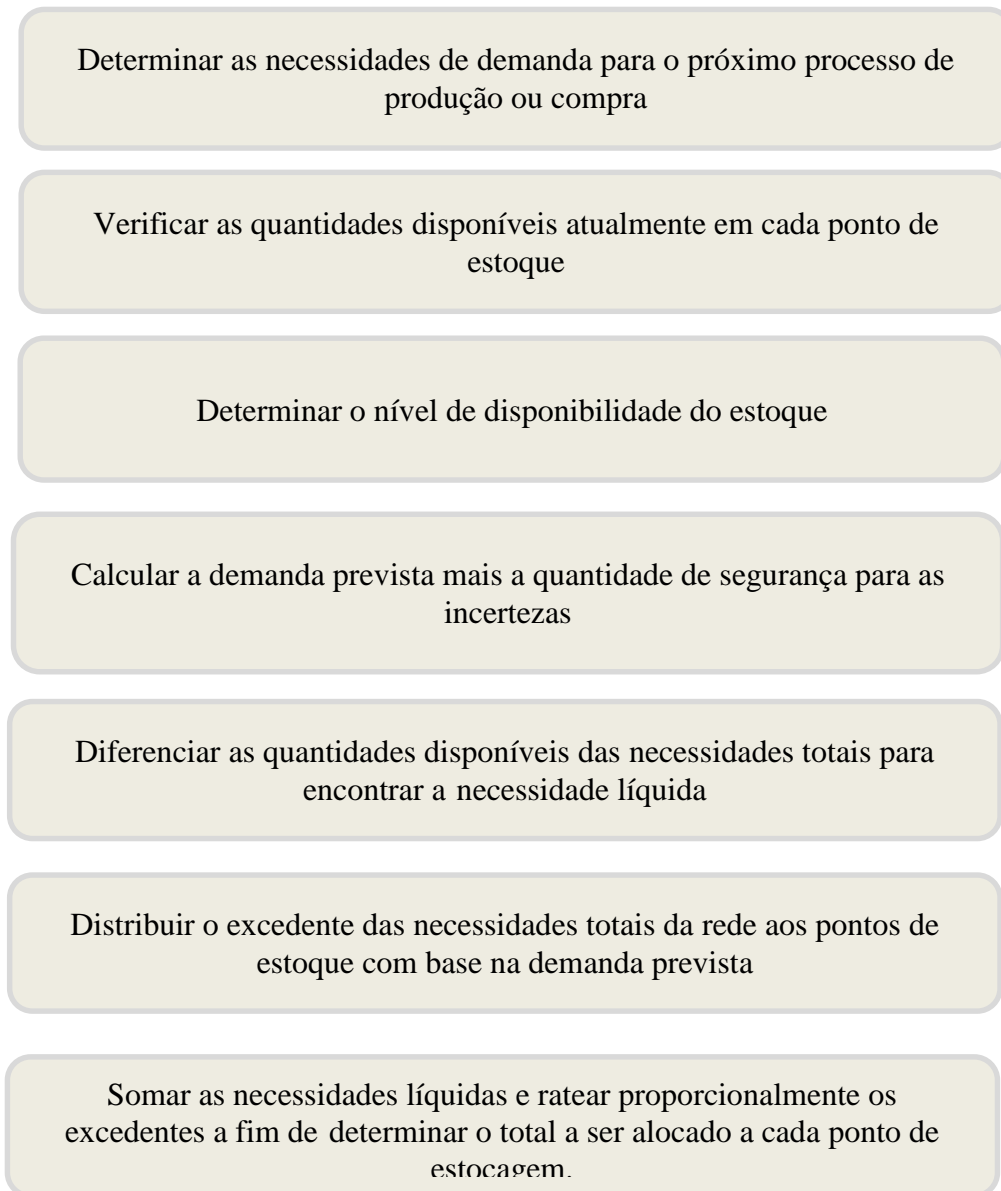 Determinar as necessidades de demanda para o próximo processo de
produção ou compra
Verificar as quantidades disponíveis atualmente em cada ponto de
estoque
Determinar o nível de disponibilidade do estoque
Calcular a demanda prevista mais a quantidade de segurança para as
incertezas
Diferenciar as quantidades disponíveis das necessidades totais para
encontrar a necessidade líquida
Distribuir o excedente das necessidades totais da rede aos pontos de
estoque com base na demanda prevista
Somar as necessidades líquidas e ratear proporcionalmente os
excedentes a fim de determinar o total a ser alocado a cada ponto de
estocagem.